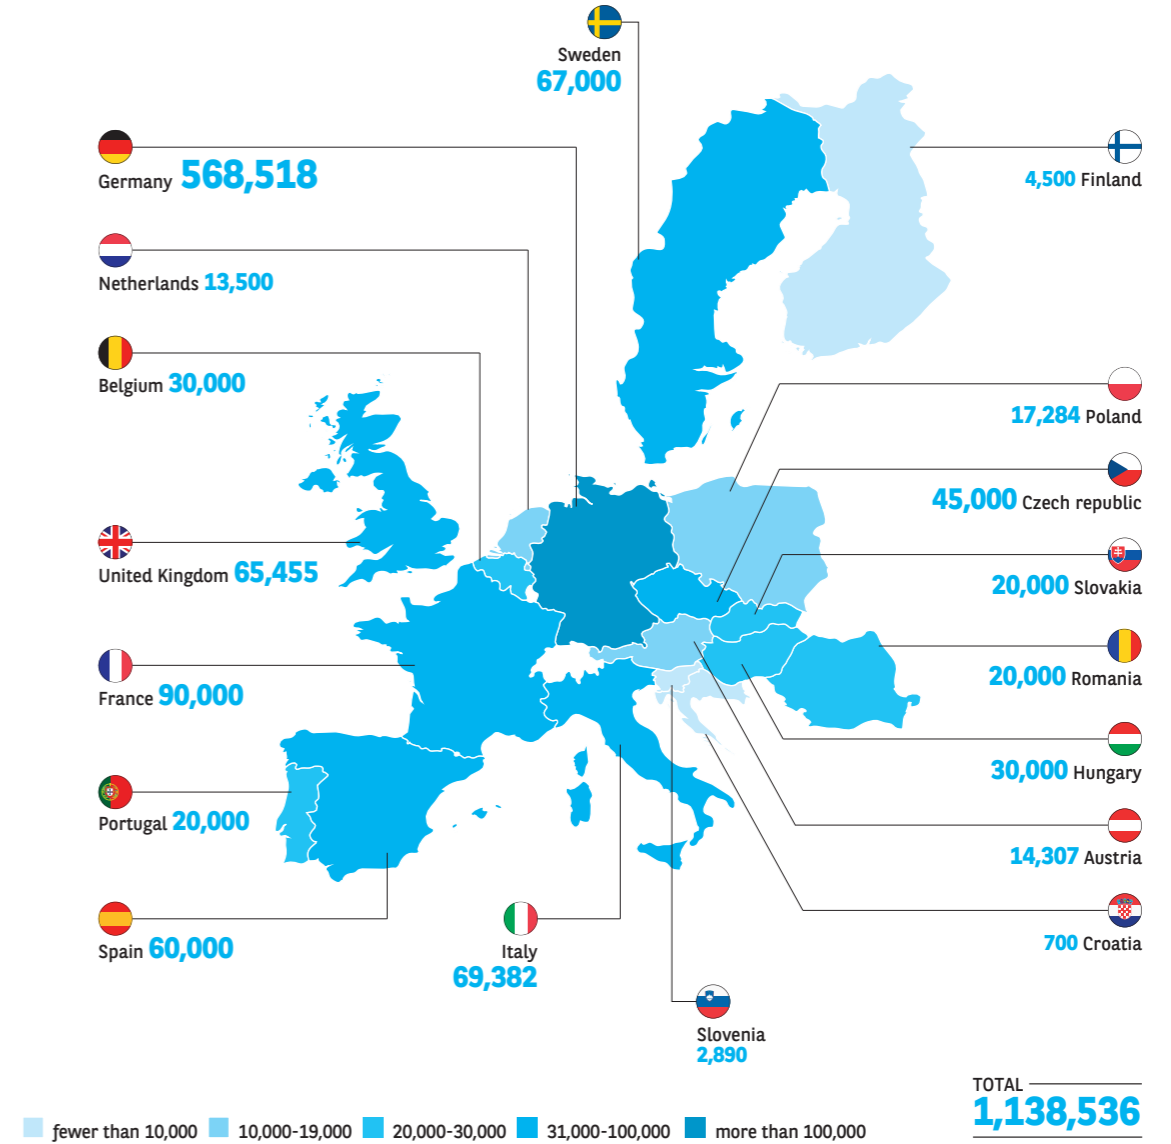 Sweden
67,000
Germany 568,518
4,500 Finland
Netherlands 13,500
Belgium 30,000
17,284 Poland
45,000 Czech republic
United Kingdom 65,455
20,000 Slovakia
France 90,000
20,000 Romania
30,000 Hungary
Portugal 20,000
14,307 Austria
Spain 60,000
Italy
69,382
700 Croatia
Slovenia
2,890
TOTAL
1,138,536
fewer than 10,000 10,000-19,000 20,000-30,000 31,000-100,000 more than 100,000